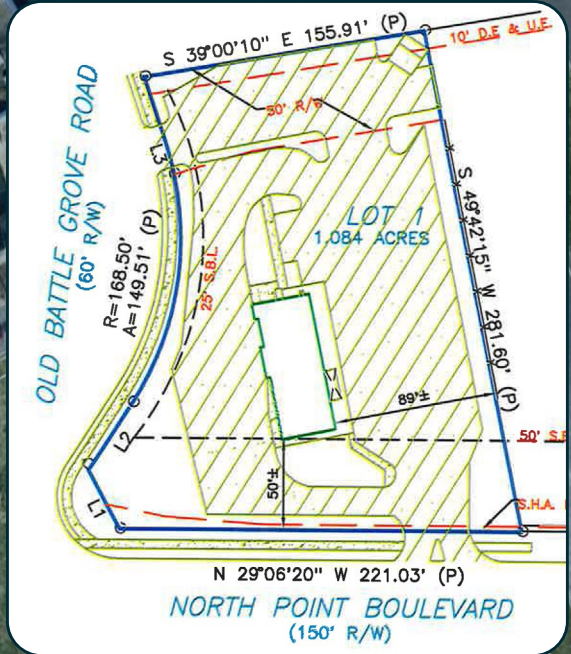 S 39°00'10" E 155.91' (P)
10' D.E & U.E.
50' R/W
OLD BATTLE GROVE ROAD
(60' R/W)
L3
R=168.50'
A=149.51' (P)
25' S.B.L.
LOT 1
1.084 ACRES
S 49°42'15" W 281.60' (P)
89'±
L2
50'
50'±
L1
S.H.A.
N 29°06'20" W 221.03' (P)
NORTH POINT BOULEVARD
(150' R/W)